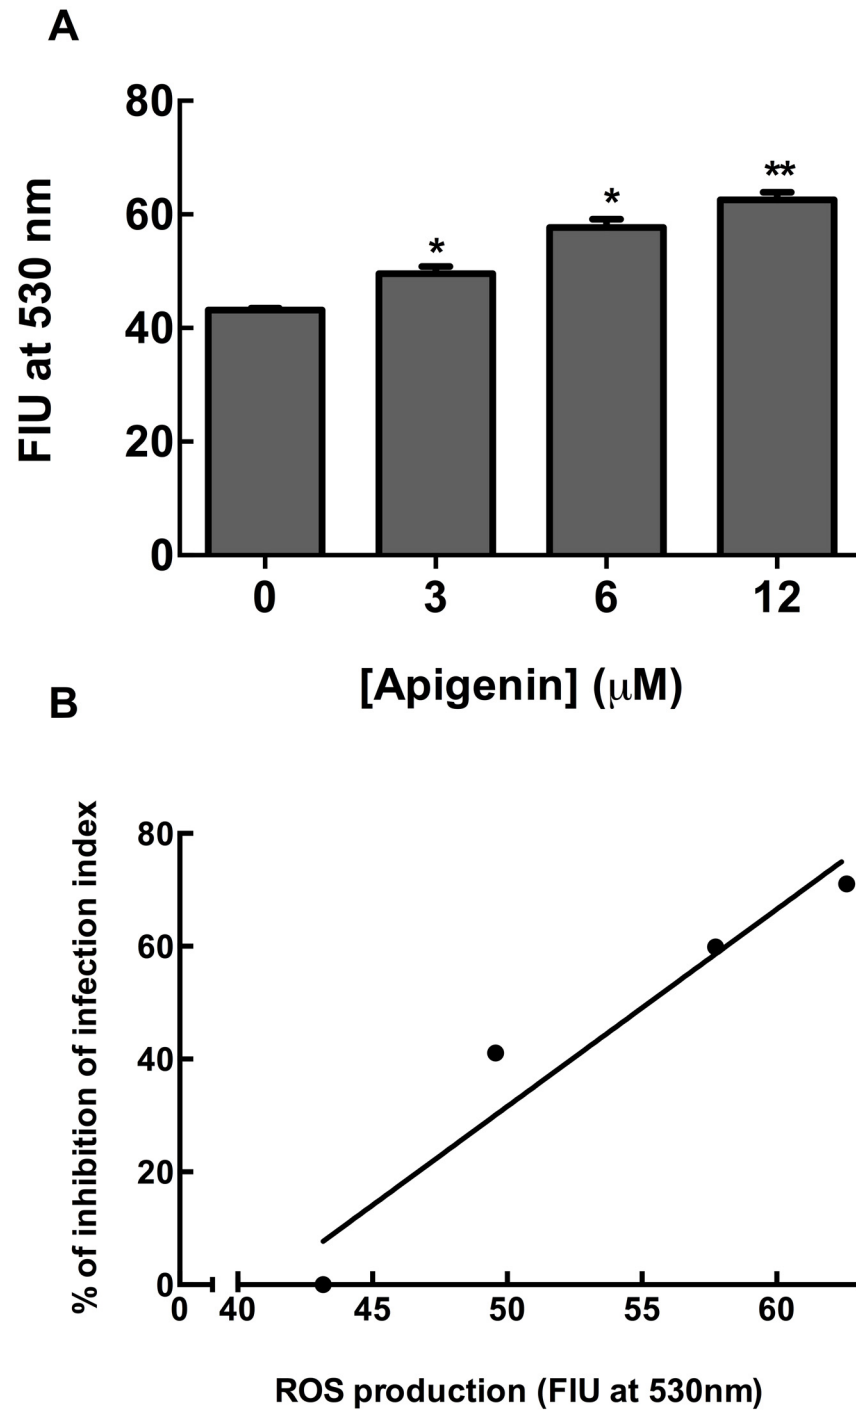 A
80
60
40
20
0
FIU at 530 nm
*
*
**
0 3 6 12
[Apigenin] (μM)
B
80
60
40
20
0
% of inhibition of infection index
0 40 45 50 55 60
ROS production (FIU at 530nm)